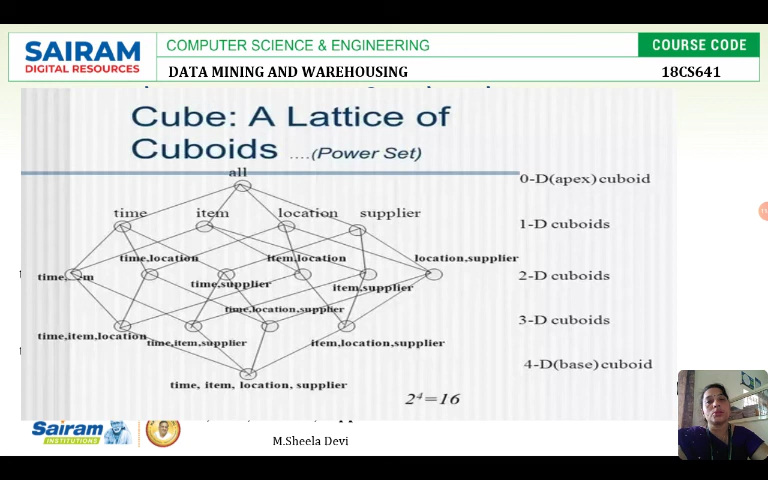 SAIRAM
DIGITAL RESOURCES
COMPUTER SCIENCE & ENGINEERING
COURSE CODE
DATA MINING AND WAREHOUSING
18CS641
Cube: A Lattice of
Cuboids ....(Power Set)
all
0-D(apex) cuboid
time
item
location
supplier
1-D cuboids
time,location
item,location
location,supplier
time,
time,supplier
item,supplier
2-D cuboids
time,location,supplier
3-D cuboids
time,item,location
time,item,supplier
item,location,supplier
4-D(base) cuboid
time, item, location, supplier
2⁴=16
Sairam
INSTITUTIONS
M.Sheela Devi